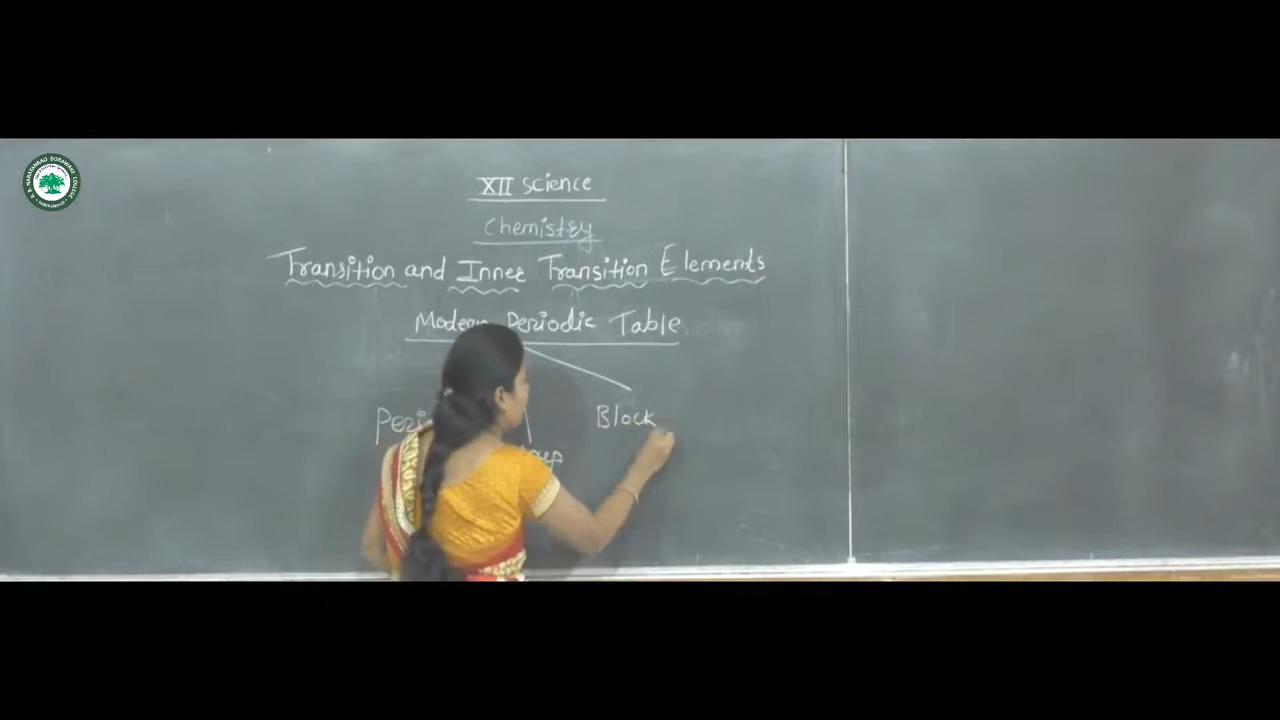 XII Science
Chemistry
Transition and Inner Transition Elements
Modern Periodic Table
Block